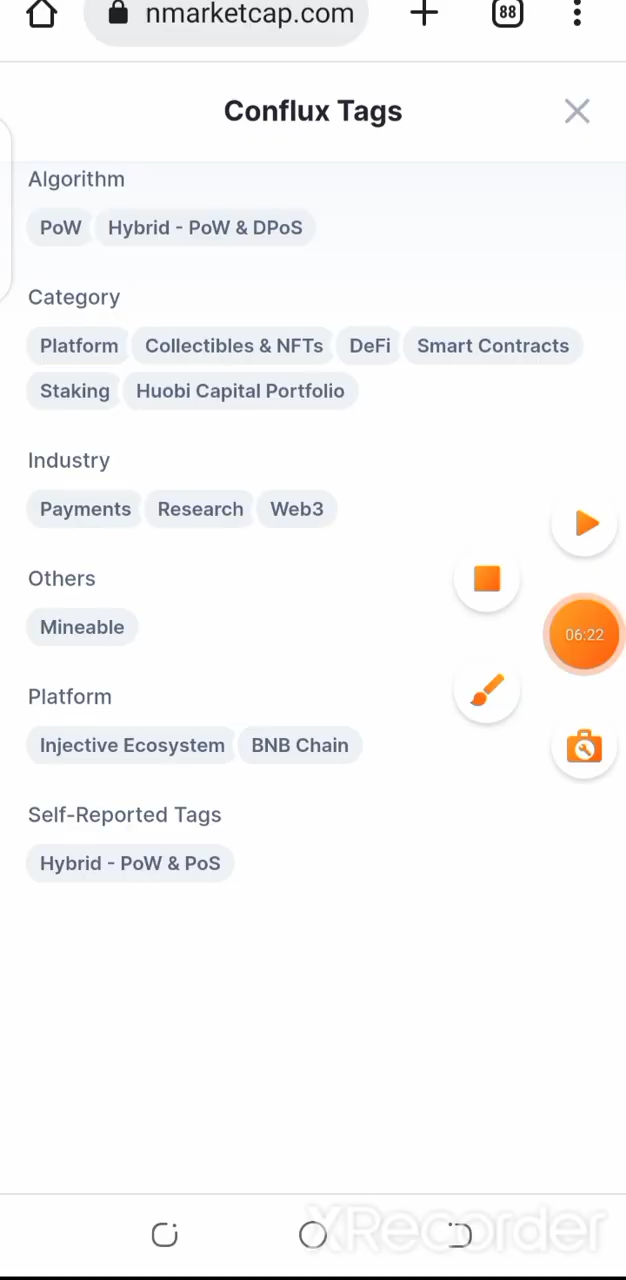 nmarketcap.com 88
Conflux Tags
Algorithm
PoW Hybrid - PoW & DPoS
Category
Platform Collectibles & NFTs DeFi Smart Contracts
Staking Huobi Capital Portfolio
Industry
Payments Research Web3
Others
Mineable
06:22
Platform
Injective Ecosystem BNB Chain
Self-Reported Tags
Hybrid - PoW & PoS
XRecorder